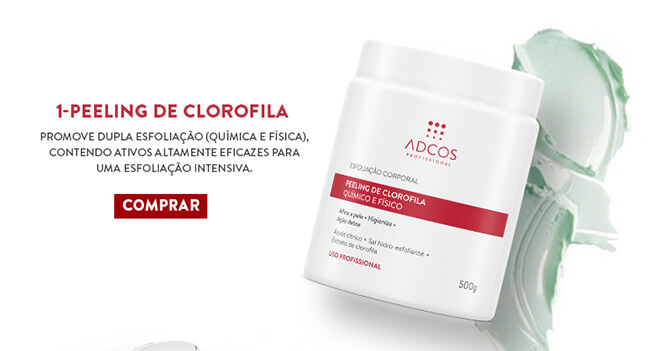 1-PEELING DE CLOROFILA
PROMOVE DUPLA ESFOLIAÇÃO (QUÍMICA E FÍSICA),
CONTENDO ATIVOS ALTAMENTE EFICAZES PARA
UMA ESFOLIAÇÃO INTENSIVA.
COMPRAR
ADCOS
PROFISSIONAL
ESFOLIAÇÃO CORPORAL
PEELING DE CLOROFILA
QUÍMICO E FÍSICO
Afina a pele • Higieniza •
Ação detox
Ácido cítrico + Sal hidro-esfoliante +
Extrato de clorofila
USO PROFISSIONAL
500g